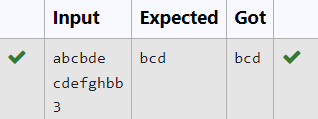 Input Expected Got
abcbde bcd bcd
cdefghbb
3